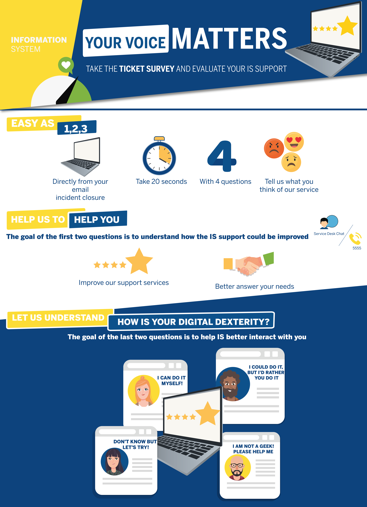 INFORMATION
SYSTEM
YOUR VOICE MATTERS
TAKE THE TICKET SURVEY AND EVALUATE YOUR IS SUPPORT
EASY AS
1,2,3
Directly from your
email
incident closure
Take 20 seconds
4
With 4 questions
Tell us what you
think of our service
HELP US TO HELP YOU
The goal of the first two questions is to understand how the IS support could be improved
Service Desk Chat
5555
Improve our support services
Better answer your needs
LET US UNDERSTAND
HOW IS YOUR DIGITAL DEXTERITY?
The goal of the last two questions is to help IS better interact with you
I CAN DO IT
MYSELF!
I COULD DO IT,
BUT I'D RATHER
YOU DO IT
DON'T KNOW BUT
LET'S TRY!
I AM NOT A GEEK!
PLEASE HELP ME